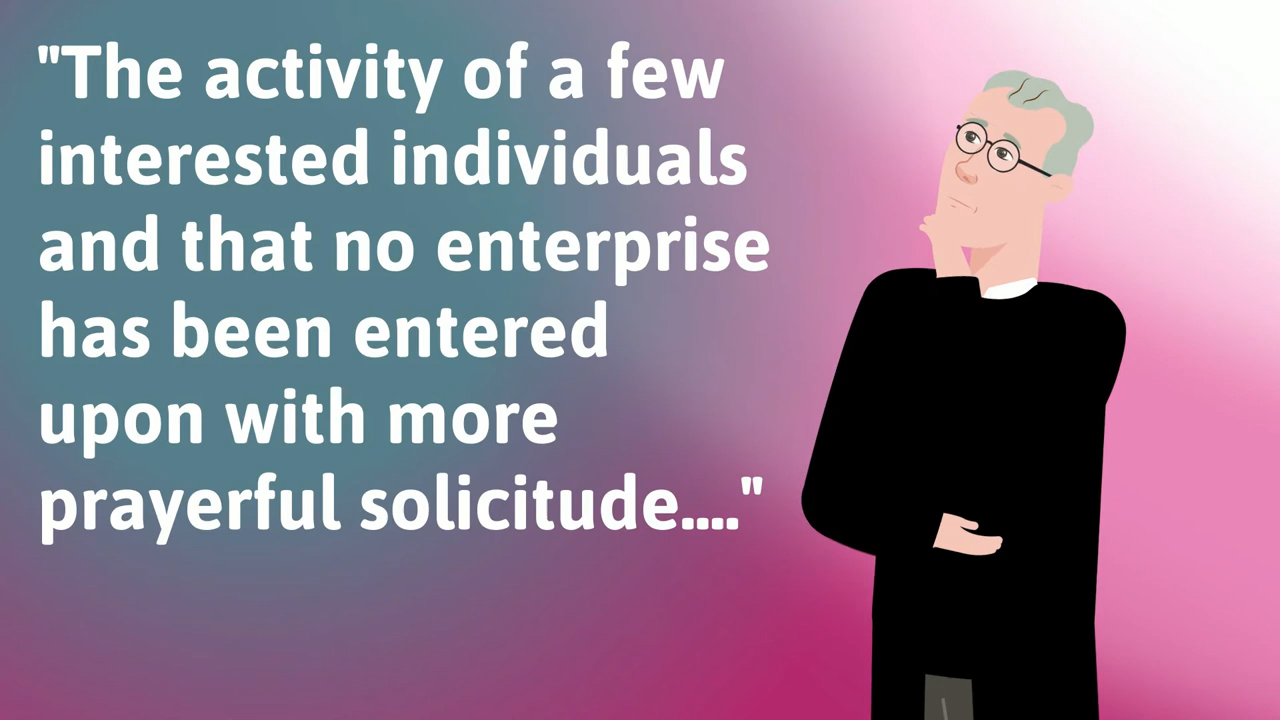 "The activity of a few
interested individuals
and that no enterprise
has been entered
upon with more
prayerful solicitude...."